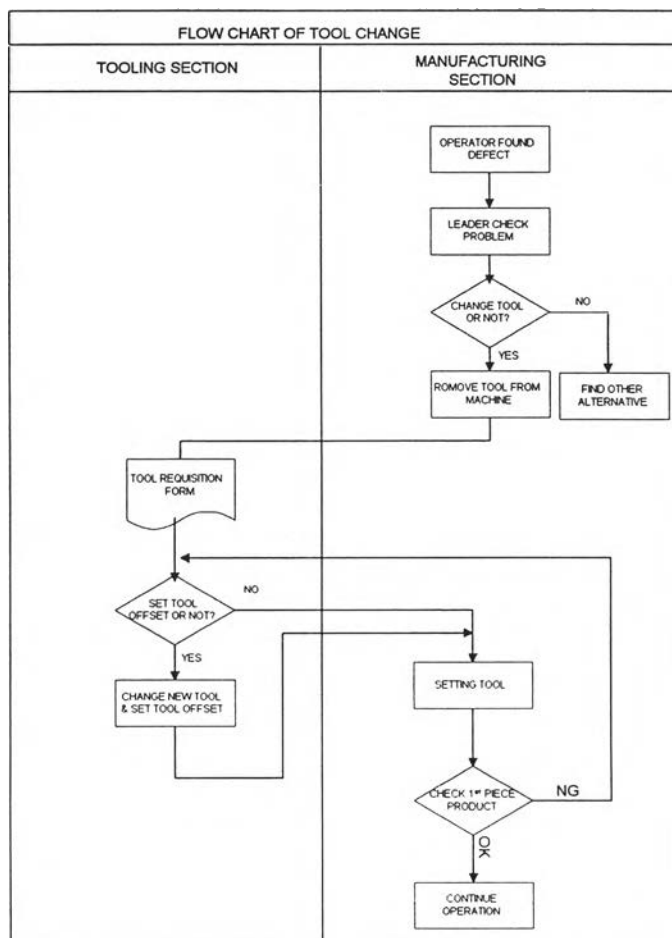 FLOW CHART OF TOOL CHANGE
TOOLING SECTION
MANUFACTURING
SECTION
OPERATOR FOUND
DEFECT
LEADER CHECK
PROBLEM
CHANGE TOOL
OR NOT?
NO
YES
ROMOVE TOOL FROM
MACHINE
FIND OTHER
ALTERNATIVE
TOOL REQUISITION
FORM
SET TOOL
OFFSET OR NOT?
NO
YES
CHANGE NEW TOOL
& SET TOOL OFFSET
SETTING TOOL
CHECK 1ST PIECE
PRODUCT
NG
OK
CONTINUE
OPERATION